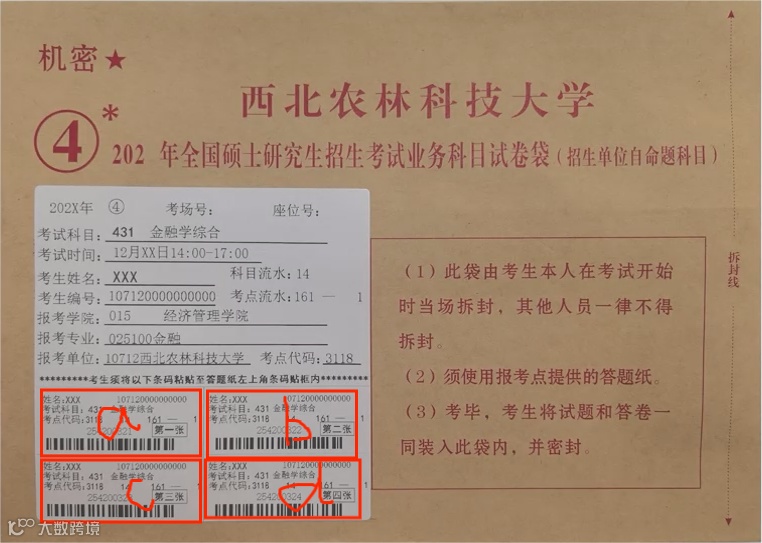 机密★
西北农林科技大学
④*
202 年全国硕士研究生招生考试业务科目试卷袋(招生单位自命题科目)
202X年 ④ 考场号: 座位号:
考试科目: 431 金融学综合
考试时间: 12月XX日14:00-17:00
考生姓名: XXX 科目流水:14
考生编号: 107120000000000 考点流水:161 — 1
报考学院: 015 经济管理学院
报考专业: 025100金融
报考单位: 10712西北农林科技大学 考点代码:3118
*********考生须将以下条码粘贴至答题纸左上角条码贴框内*********
姓名:XXX 107120000000000
考试科目: 431 金融学综合
考点代码:3118 161 — 1
第一张
a
姓名:XXX 107120000000000
考试科目: 431 金融学综合
考点代码:3118 161 — 1
第二张
b
姓名:XXX 107120000000000
考试科目: 431 金融学综合
考点代码:3118 14 161 — 1
第三张
c
姓名:XXX 107120000000000
考试科目: 431 金融学综合
考点代码:3118 14 161 — 1
254200324 第四张
d
(1)此袋由考生本人在考试开始
时当场拆封,其他人员一律不得
拆封。
(2)须使用报考点提供的答题纸。
(3)考毕,考生将试题和答卷一
同装入此袋内,并密封。
拆封线
大数跨境